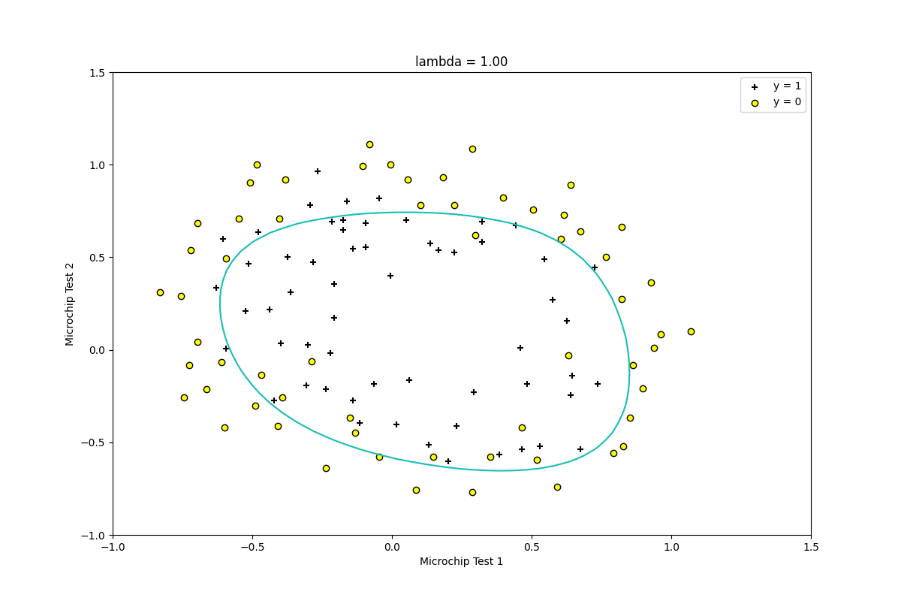 lambda = 1.00
1.5
y = 1
y = 0
1.0
0.5
Microchip Test 2
0.0
−0.5
−1.0
−1.0 −0.5 0.0 0.5 1.0 1.5
Microchip Test 1